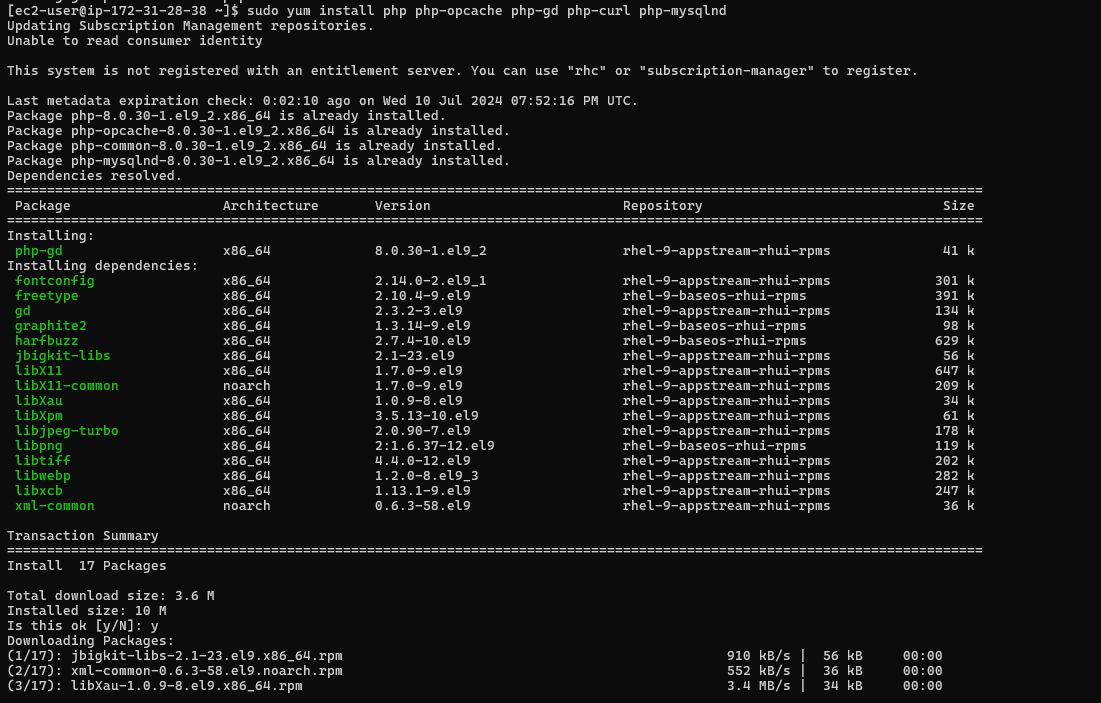 [ec2-user@ip-172-31-28-38 ~]$ sudo yum install php php-opcache php-gd php-curl php-mysqlnd
Updating Subscription Management repositories.
Unable to read consumer identity
This system is not registered with an entitlement server. You can use "rhc" or "subscription-manager" to register.
Last metadata expiration check: 0:02:10 ago on Wed 10 Jul 2024 07:52:16 PM UTC.
Package php-8.0.30-1.el9_2.x86_64 is already installed.
Package php-opcache-8.0.30-1.el9_2.x86_64 is already installed.
Package php-common-8.0.30-1.el9_2.x86_64 is already installed.
Package php-mysqlnd-8.0.30-1.el9_2.x86_64 is already installed.
Dependencies resolved.
================================================================================================================
Package Architecture Version Repository Size
================================================================================================================
Installing:
php-gd x86_64 8.0.30-1.el9_2 rhel-9-appstream-rhui-rpms 41 k
Installing dependencies:
fontconfig x86_64 2.14.0-2.el9_1 rhel-9-appstream-rhui-rpms 301 k
freetype x86_64 2.10.4-9.el9 rhel-9-baseos-rhui-rpms 391 k
gd x86_64 2.3.2-3.el9 rhel-9-appstream-rhui-rpms 134 k
graphite2 x86_64 1.3.14-9.el9 rhel-9-baseos-rhui-rpms 98 k
harfbuzz x86_64 2.7.4-10.el9 rhel-9-baseos-rhui-rpms 629 k
jbigkit-libs x86_64 2.1-23.el9 rhel-9-appstream-rhui-rpms 56 k
libX11 x86_64 1.7.0-9.el9 rhel-9-appstream-rhui-rpms 647 k
libX11-common noarch 1.7.0-9.el9 rhel-9-appstream-rhui-rpms 209 k
libXau x86_64 1.0.9-8.el9 rhel-9-appstream-rhui-rpms 34 k
libXpm x86_64 3.5.13-10.el9 rhel-9-appstream-rhui-rpms 61 k
libjpeg-turbo x86_64 2.0.90-7.el9 rhel-9-appstream-rhui-rpms 178 k
libpng x86_64 2:1.6.37-12.el9 rhel-9-baseos-rhui-rpms 119 k
libtiff x86_64 4.4.0-12.el9 rhel-9-appstream-rhui-rpms 202 k
libwebp x86_64 1.2.0-8.el9_3 rhel-9-appstream-rhui-rpms 282 k
libxcb x86_64 1.13.1-9.el9 rhel-9-appstream-rhui-rpms 247 k
xml-common noarch 0.6.3-58.el9 rhel-9-appstream-rhui-rpms 36 k
Transaction Summary
================================================================================================================
Install 17 Packages
Total download size: 3.6 M
Installed size: 10 M
Is this ok [y/N]: y
Downloading Packages:
(1/17): jbigkit-libs-2.1-23.el9.x86_64.rpm 910 kB/s | 56 kB 00:00
(2/17): xml-common-0.6.3-58.el9.noarch.rpm 552 kB/s | 36 kB 00:00
(3/17): libXau-1.0.9-8.el9.x86_64.rpm 3.4 MB/s | 34 kB 00:00